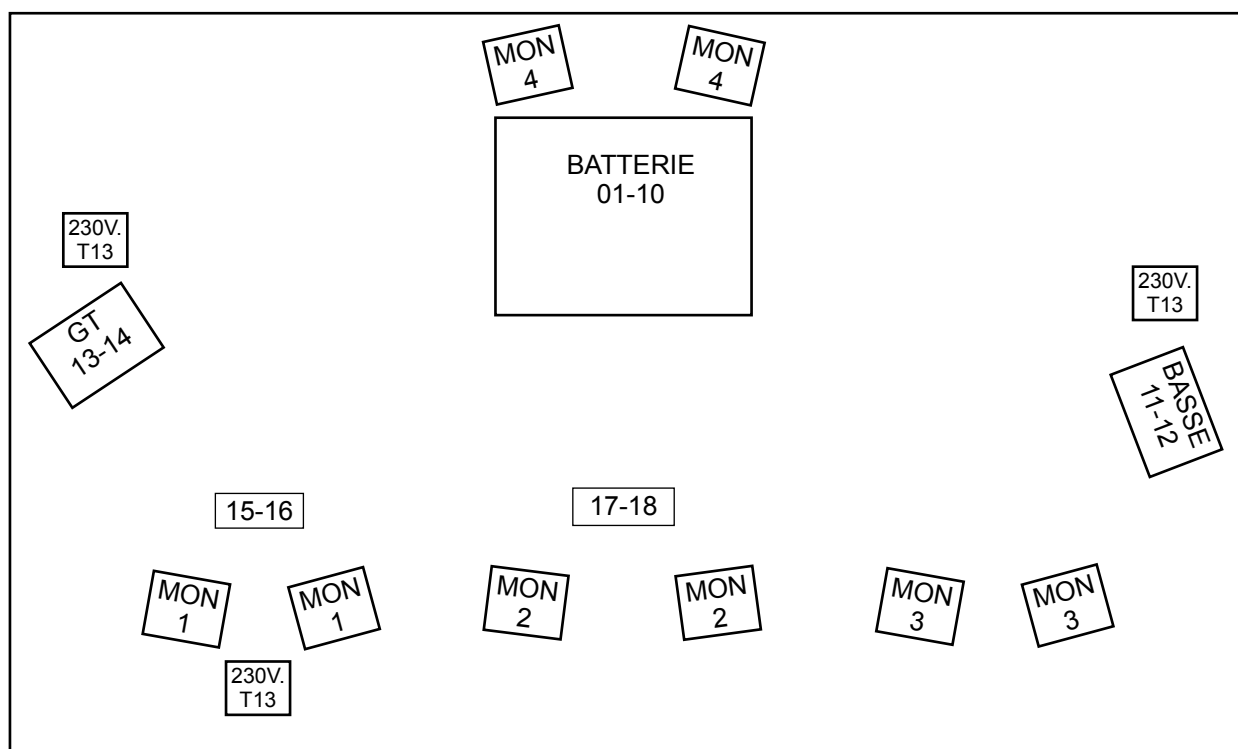 MON
4
MON
4
BATTERIE
01-10
230V.
T13
230V.
T13
GT
13-14
BASSE
11-12
15-16
17-18
MON
1
MON
1
MON
2
MON
2
MON
3
MON
3
230V.
T13